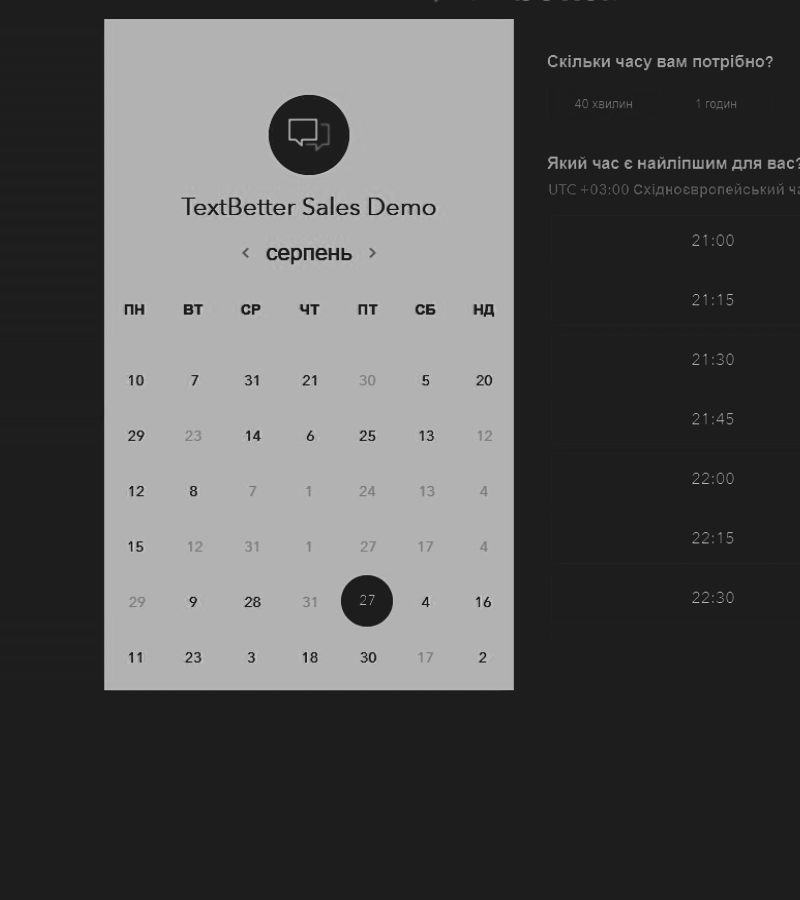 TextBetter Sales Demo
серпень
ПН ВТ СР ЧТ ПТ СБ НД
10 7 31 21 30 5 20
29 23 14 6 25 13 12
12 8 7 1 24 13 4
15 12 31 1 27 17 4
29 9 28 31 27 4 16
11 23 3 18 30 17 2
Скільки часу вам потрібно?
40 хвилин 1 годин
Який час є найліпшим для вас?
UTC +03:00 Східноєвропейський
21:00
21:15
21:30
21:45
22:00
22:15
22:30